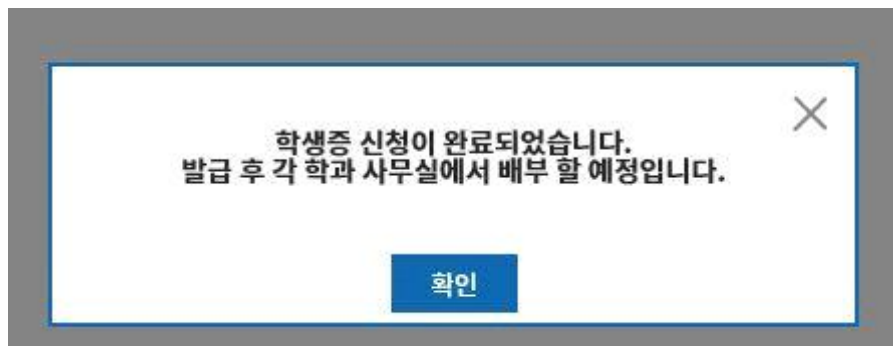 학생증 신청이 완료되었습니다.
발급 후 각 학과 사무실에서 배부 할 예정입니다.
확인